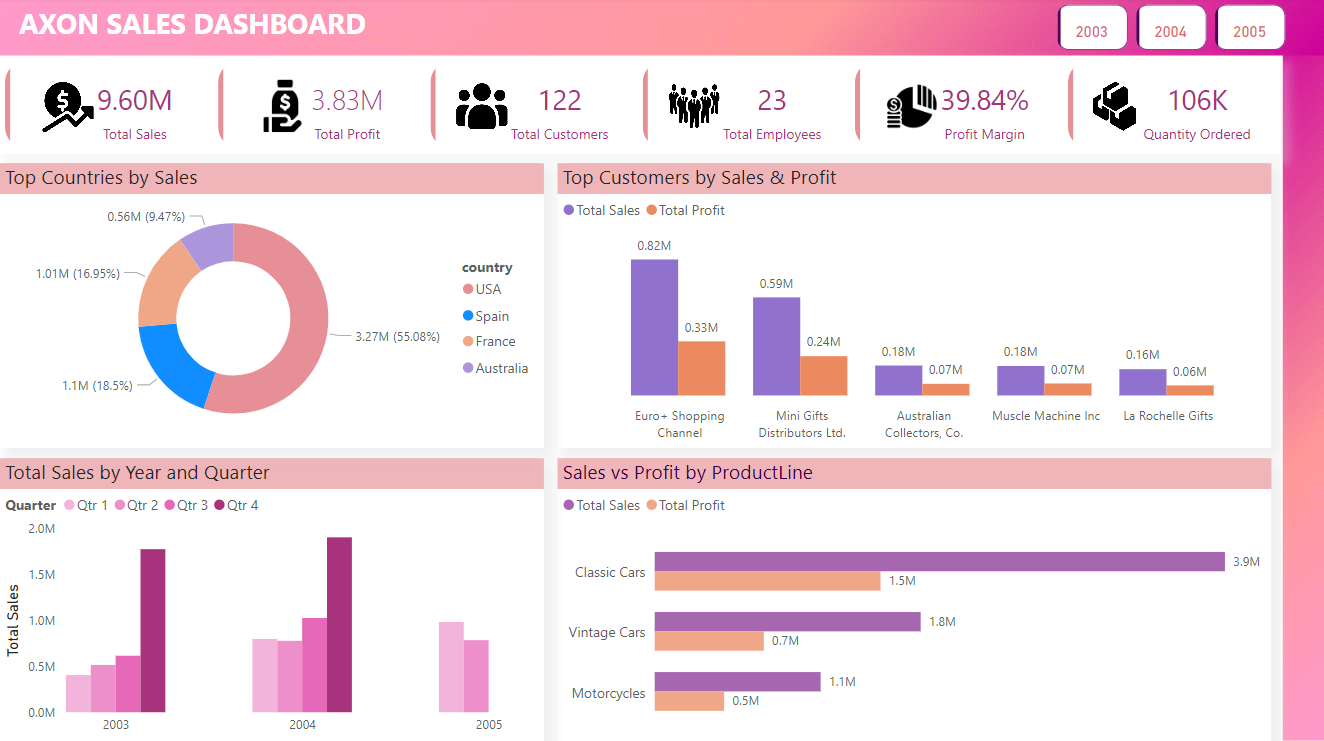 AXON SALES DASHBOARD
2003
2004
2005
9.60M
Total Sales
3.83M
Total Profit
122
Total Customers
23
Total Employees
39.84%
Profit Margin
106K
Quantity Ordered
Top Countries by Sales
0.56M (9.47%)
1.01M (16.95%)
3.27M (55.08%)
1.1M (18.5%)
country
USA
Spain
France
Australia
Top Customers by Sales & Profit
Total Sales Total Profit
0.82M
0.33M
0.59M
0.24M
0.18M
0.07M
0.18M
0.07M
0.16M
0.06M
Euro+ Shopping
Channel
Mini Gifts
Distributors Ltd.
Australian
Collectors, Co.
Muscle Machine Inc
La Rochelle Gifts
Total Sales by Year and Quarter
Quarter Qtr 1 Qtr 2 Qtr 3 Qtr 4
Total Sales
2.0M
1.5M
1.0M
0.5M
0.0M
2003
2004
2005
Sales vs Profit by ProductLine
Total Sales Total Profit
Classic Cars
3.9M
1.5M
Vintage Cars
1.8M
0.7M
Motorcycles
1.1M
0.5M